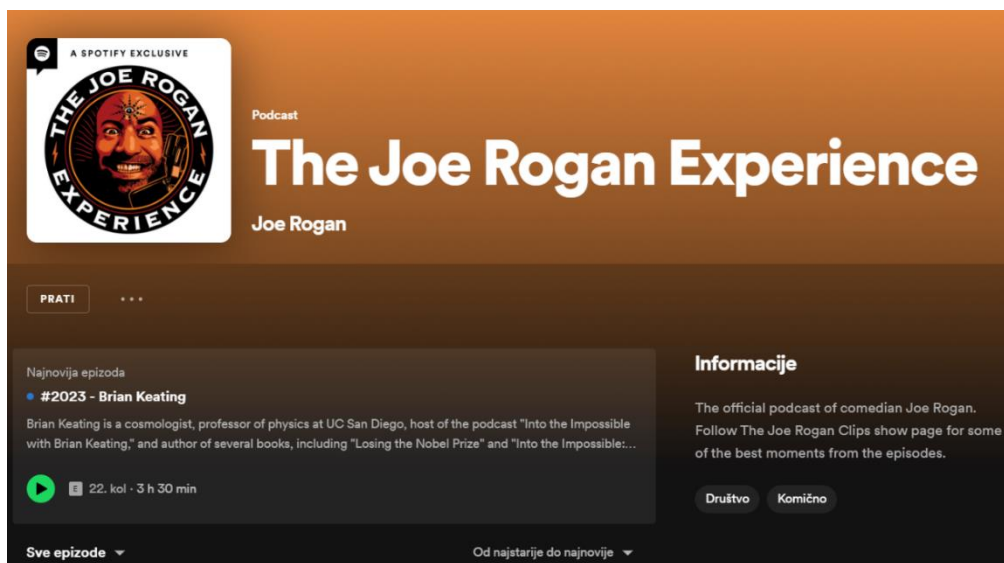 A SPOTIFY EXCLUSIVE
THE JOE ROGAN
EXPERIENCE
Podcast
The Joe Rogan Experience
Joe Rogan
PRATI
Najnovija epizoda
#2023 - Brian Keating
Brian Keating is a cosmologist, professor of physics at UC San Diego, host of the podcast "Into the Impossible
with Brian Keating," and author of several books, including "Losing the Nobel Prize" and "Into the Impossible:...
E 22. kol · 3 h 30 min
Informacije
The official podcast of comedian Joe Rogan.
Follow The Joe Rogan Clips show page for some
of the best moments from the episodes.
Društvo Komično
Sve epizode
Od najstarije do najnovije